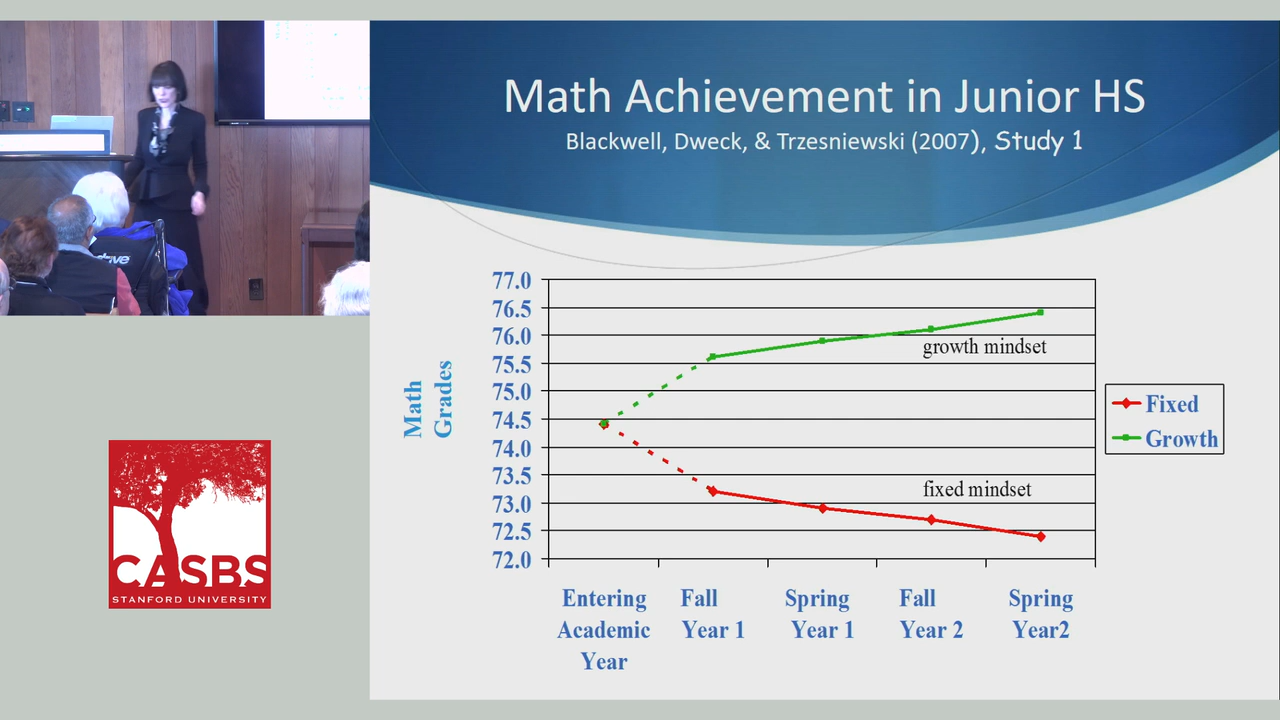 Math Achievement in Junior HS
Blackwell, Dweck, & Trzesniewski (2007), Study 1
77.0
76.5
76.0
75.5
75.0
74.5
74.0
73.5
73.0
72.5
72.0
Math
Grades
growth mindset
fixed mindset
Fixed
Growth
Entering Academic Year
Fall Year 1
Spring Year 1
Fall Year 2
Spring Year2
drive
CASBS
STANFORD UNIVERSITY